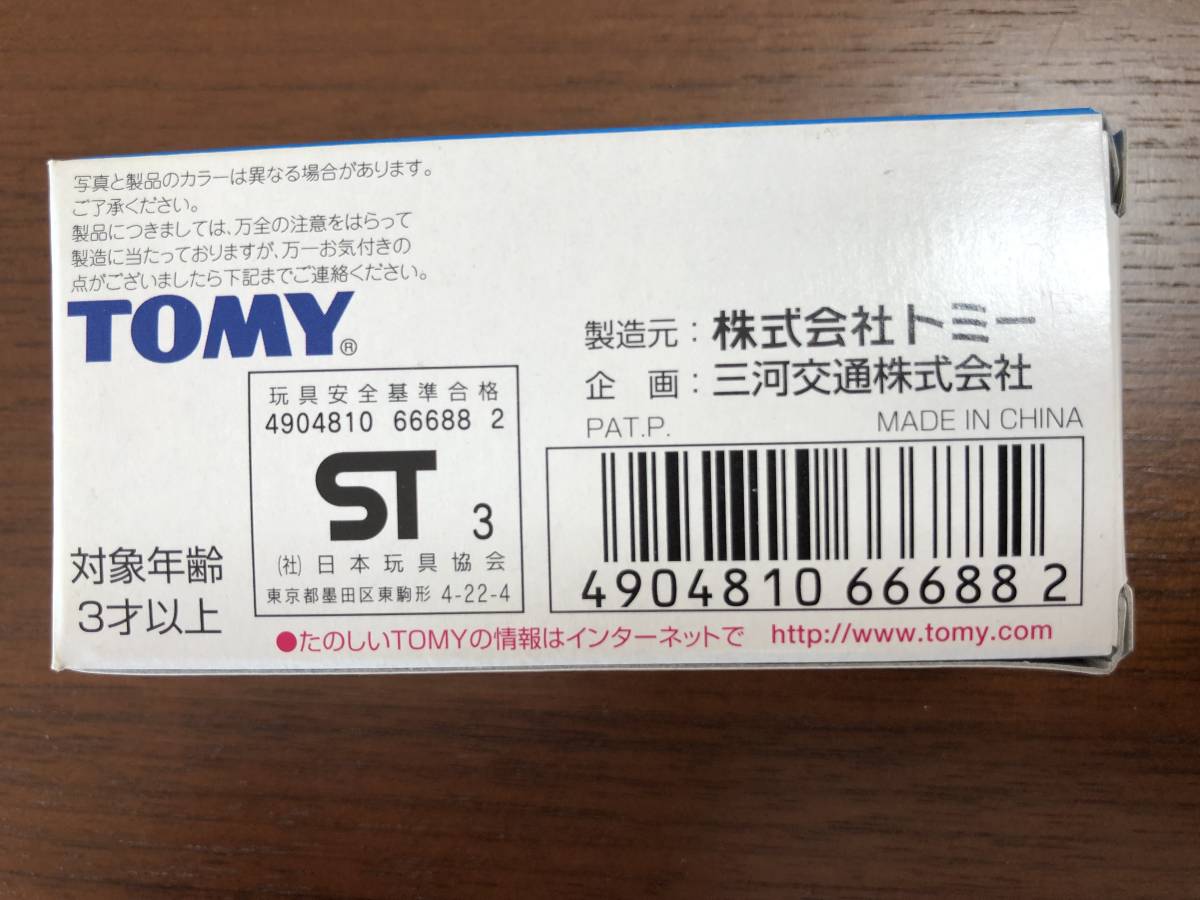 写真と製品のカラーは異なる場合があります。
ご了承ください。
製品につきましては、万全の注意をはらって
製造に当たっておりますが、万一お気付きの
点がございましたら下記までご連絡ください。
TOMY®
玩具安全基準合格
4904810 66688 2
ST 3
(社)日本玩具協会
東京都墨田区東駒形 4-22-4
対象年齢
3才以上
製造元：株式会社トミー
企　画：三河交通株式会社
PAT.P. MADE IN CHINA
4904810 666882
●たのしいTOMYの情報はインターネットで http://www.tomy.com